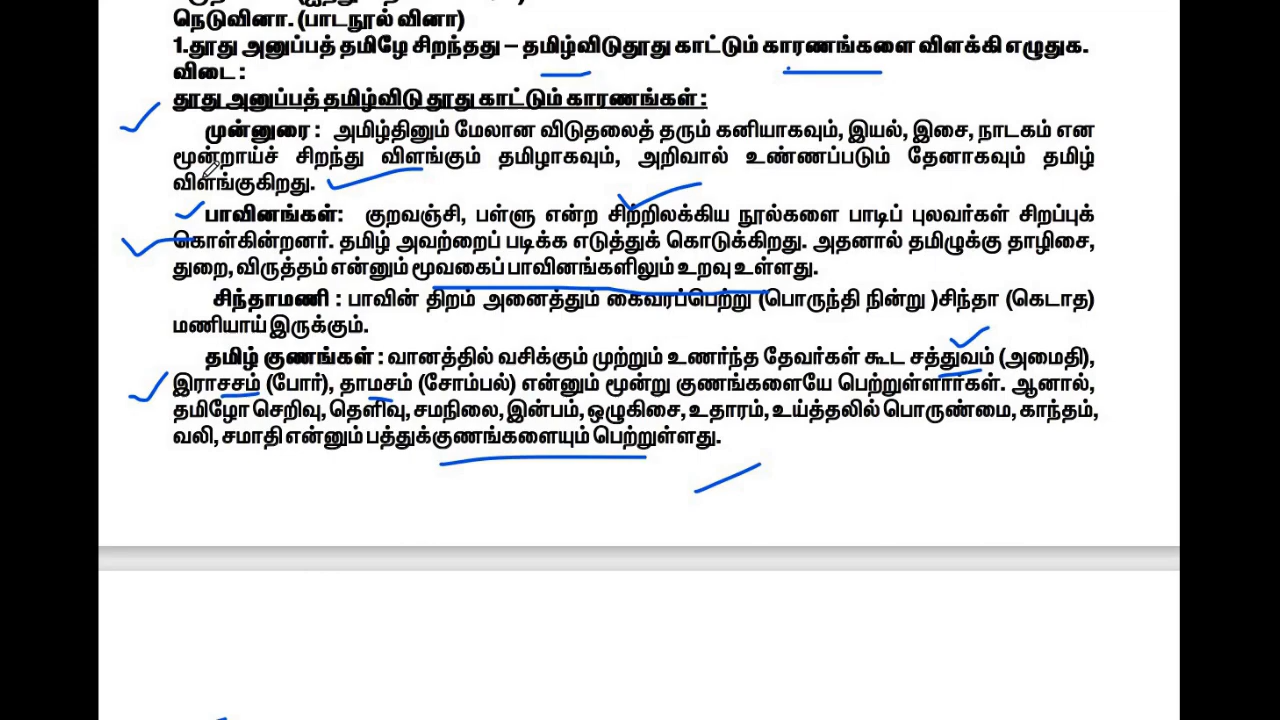 நெடுவினா. (பாடநூல் வினா)
1.தூது அனுப்பத் தமிழே சிறந்தது – தமிழ்விடுதூது காட்டும் காரணங்களை விளக்கி எழுதுக.
விடை :
தூது அனுப்பத் தமிழ்விடு தூது காட்டும் காரணங்கள் :
முன்னுரை : அமிழ்தினும் மேலான விடுதலைத் தரும் கனியாகவும், இயல், இசை, நாடகம் என
மூன்றாய்ச் சிறந்து விளங்கும் தமிழாகவும், அறிவால் உண்ணப்படும் தேனாகவும் தமிழ்
விளங்குகிறது.
பாவினங்கள்: குறவஞ்சி, பள்ளு என்ற சிற்றிலக்கிய நூல்களை பாடிப் புலவர்கள் சிறப்புக்
கொள்கின்றனர். தமிழ் அவற்றைப் படிக்க எடுத்துக் கொடுக்கிறது. அதனால் தமிழுக்கு தாழிசை,
துறை, விருத்தம் என்னும் மூவகைப் பாவினங்களிலும் உறவு உள்ளது.
சிந்தாமணி : பாவின் திறம் அனைத்தும் கைவரப்பெற்று (பொருந்தி நின்று )சிந்தா (கெடாத)
மணியாய் இருக்கும்.
தமிழ் குணங்கள் : வானத்தில் வசிக்கும் முற்றும் உணர்ந்த தேவர்கள் கூட சத்துவம் (அமைதி),
இராசசம் (போர்), தாமசம் (சோம்பல்) என்னும் மூன்று குணங்களையே பெற்றுள்ளார்கள். ஆனால்,
தமிழோ செறிவு, தெளிவு, சமநிலை, இன்பம், ஒழுகிசை, உதாரம், உய்த்தலில் பொருண்மை, காந்தம்,
வலி, சமாதி என்னும் பத்துக்குணங்களையும் பெற்றுள்ளது.